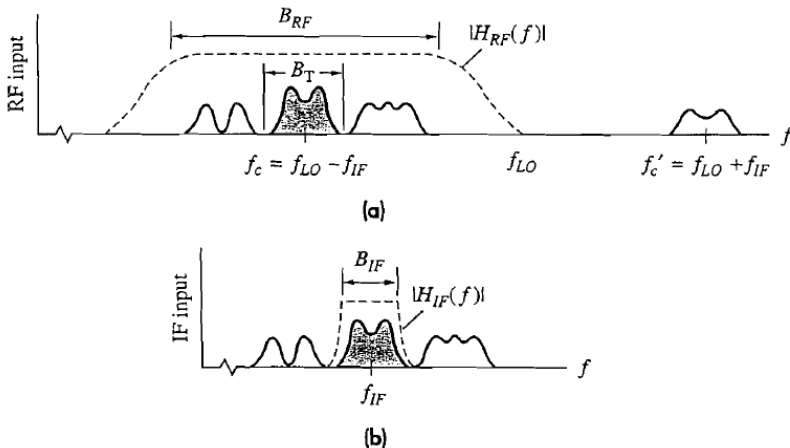 B_RF
|H_RF(f)|
RF input
B_T
f
f_c = f_LO − f_IF
f_LO
f_c' = f_LO + f_IF
(a)
B_IF
|H_IF(f)|
IF input
f
f_IF
(b)